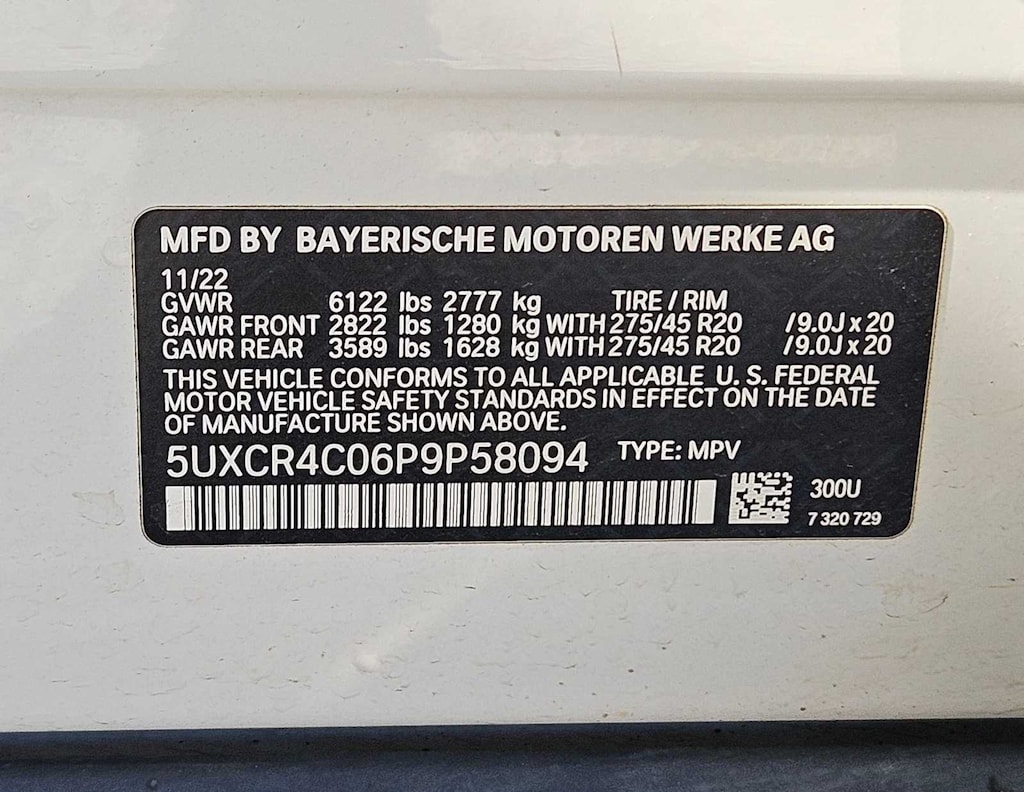 MFD BY BAYERISCHE MOTOREN WERKE AG
11/22
GVWR 6122 lbs 2777 kg TIRE / RIM
GAWR FRONT 2822 lbs 1280 kg WITH 275/45 R20 /9.0J x 20
GAWR REAR 3589 lbs 1628 kg WITH 275/45 R20 /9.0J x 20
THIS VEHICLE CONFORMS TO ALL APPLICABLE U. S. FEDERAL
MOTOR VEHICLE SAFETY STANDARDS IN EFFECT ON THE DATE
OF MANUFACTURE SHOWN ABOVE.
5UXCR4C06P9P58094 TYPE: MPV
300U
7 320 729